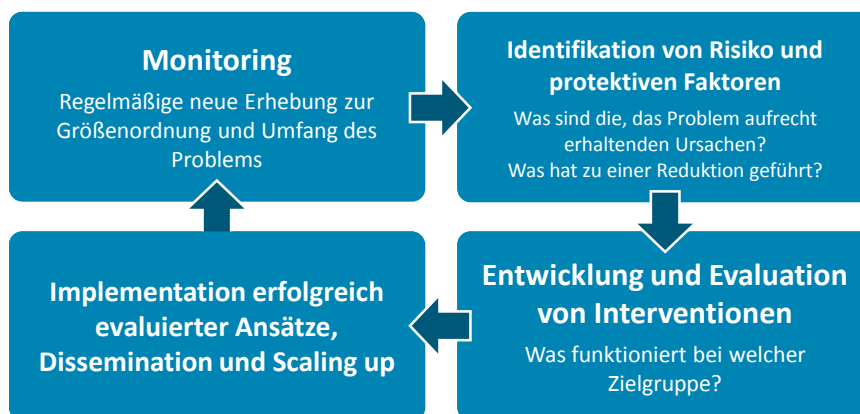 Monitoring
Regelmäßige neue Erhebung zur
Größenordnung und Umfang des
Problems
Identifikation von Risiko und
protektiven Faktoren
Was sind die, das Problem aufrecht
erhaltenden Ursachen?
Was hat zu einer Reduktion geführt?
Entwicklung und Evaluation
von Interventionen
Was funktioniert bei welcher
Zielgruppe?
Implementation erfolgreich
evaluierter Ansätze,
Dissemination und Scaling up